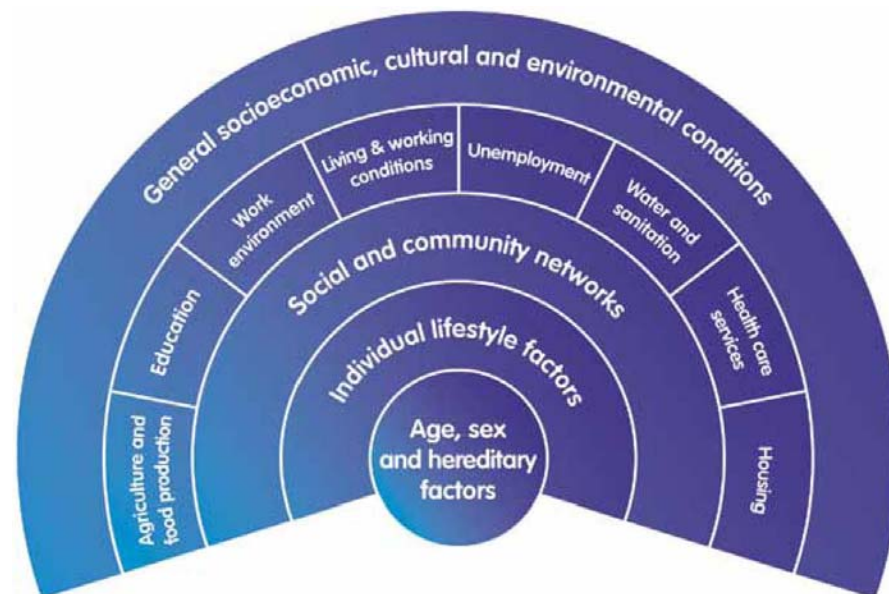 General socioeconomic, cultural and environmental conditions
Agriculture and
food production
Education
Work
environment
Living & working
conditions
Unemployment
Water and
sanitation
Health care
services
Housing
Social and community networks
Individual lifestyle factors
Age, sex
and hereditary
factors